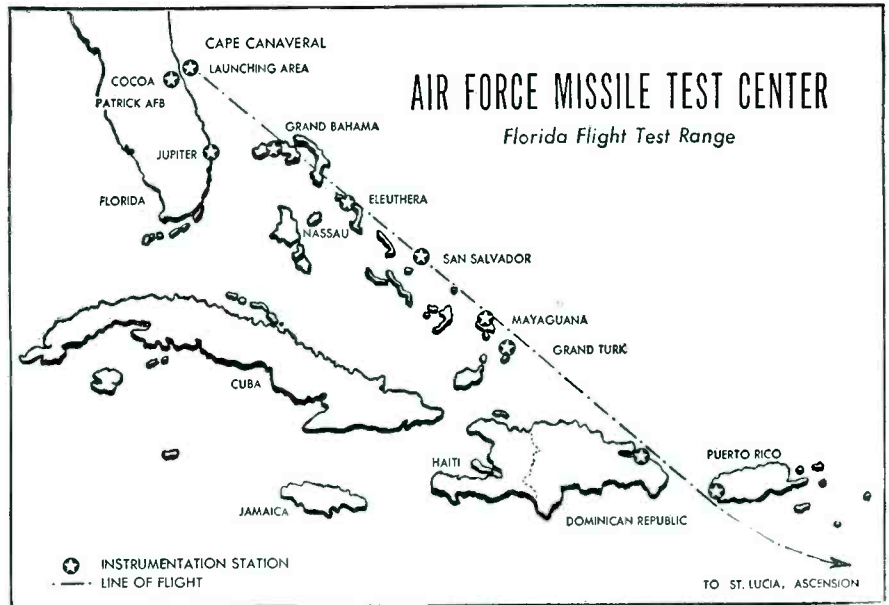 CAPE CANAVERAL
LAUNCHING AREA
COCOA
PATRICK AFB
AIR FORCE MISSILE TEST CENTER
Florida Flight Test Range
GRAND BAHAMA
JUPITER
ELEUTHERA
FLORIDA
NASSAU
SAN SALVADOR
MAYAGUANA
GRAND TURK
CUBA
PUERTO RICO
HAITI
JAMAICA
DOMINICAN REPUBLIC
INSTRUMENTATION STATION
LINE OF FLIGHT
TO ST. LUCIA, ASCENSION